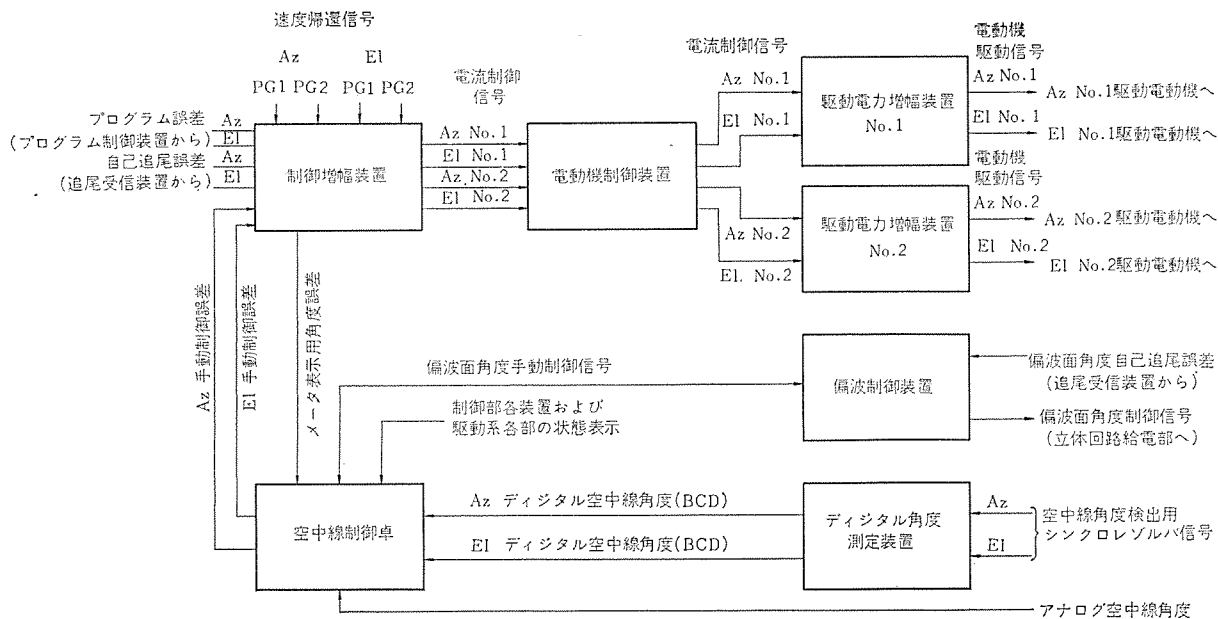 速度帰還信号
Az El
PG1 PG2 PG1 PG2
プログラム誤差 Az
(プログラム制御装置から) El
自己追尾誤差 Az
(追尾受信装置から) El
制御増幅装置
電流制御
信号
Az No.1
El No.1
Az No.2
El No.2
電動機制御装置
電流制御信号
Az No.1
El No.1
Az No.2
El. No.2
駆動電力増幅装置
No.1
駆動電力増幅装置
No.2
電動機
駆動信号
Az No.1
Az No.1駆動電動機へ
El No.1
El No.1駆動電動機へ
電動機
駆動信号
Az No.2
Az No.2駆動電動機へ
El No.2
El No.2駆動電動機へ
Az 手動制御誤差
El 手動制御誤差
メータ表示用角度誤差
偏波面角度手動制御信号
制御部各装置および
駆動系各部の状態表示
偏波制御装置
偏波面角度自己追尾誤差
(追尾受信装置から)
偏波面角度制御信号
(立体回路給電部へ)
空中線制御卓
Az ディジタル空中線角度(BCD)
El ディジタル空中線角度(BCD)
ディジタル角度
測定装置
Az
El
空中線角度検出用
シンクロレゾルバ信号
アナログ空中線角度